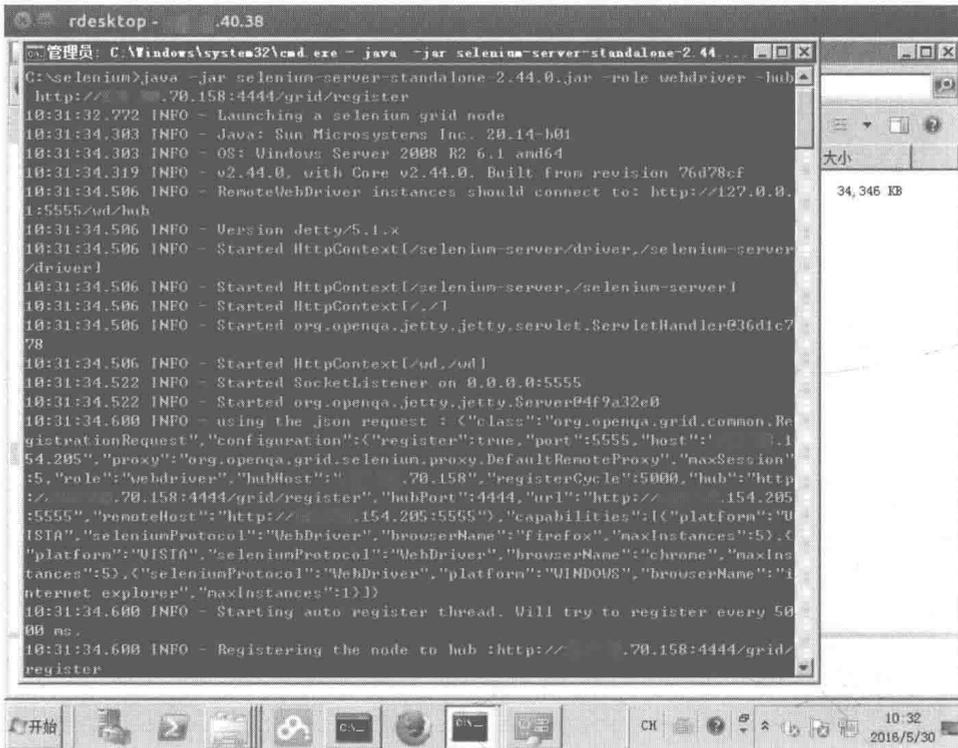 rdesktop - .40.38
管理员: C:\Windows\system32\cmd.exe - java -jar selenium-server-standalone-2.44....
C:\selenium>java -jar selenium-server-standalone-2.44.0.jar -role webdriver -hub
http:// .70.158:4444/grid/register
10:31:32.772 INFO - Launching a selenium grid node
10:31:34.303 INFO - Java: Sun Microsystems Inc. 20.14-b01
10:31:34.303 INFO - OS: Windows Server 2008 R2 6.1 amd64
10:31:34.319 INFO - v2.44.0, with Core v2.44.0. Built from revision 76d78cf
10:31:34.506 INFO - RemoteWebDriver instances should connect to: http://127.0.0.
1:5555/wd/hub
10:31:34.506 INFO - Version Jetty/5.1.x
10:31:34.506 INFO - Started HttpContext[/selenium-server/driver,/selenium-server
/driver]
10:31:34.506 INFO - Started HttpContext[/selenium-server,/selenium-server]
10:31:34.506 INFO - Started HttpContext[/,/]
10:31:34.506 INFO - Started org.openqa.jetty.jetty.servlet.ServletHandler@36d1c7
78
10:31:34.506 INFO - Started HttpContext[/wd,/wd]
10:31:34.522 INFO - Started SocketListener on 0.0.0.0:5555
10:31:34.522 INFO - Started org.openqa.jetty.jetty.Server@4f9a32e0
10:31:34.600 INFO - using the json request : {"class":"org.openqa.grid.common.Re
gistrationRequest","configuration":{"register":true,"port":5555,"host":" .1
54.205","proxy":"org.openqa.grid.selenium.proxy.DefaultRemoteProxy","maxSession"
:5,"role":"webdriver","hubHost":" .70.158","registerCycle":5000,"hub":"http
:// .70.158:4444/grid/register","hubPort":4444,"url":"http:// .154.205
:5555","remoteHost":"http:// .154.205:5555"},"capabilities":[{"platform":"V
ISTA","seleniumProtocol":"WebDriver","browserName":"firefox","maxInstances":5},{
"platform":"VISTA","seleniumProtocol":"WebDriver","browserName":"chrome","maxIns
tances":5},{"seleniumProtocol":"WebDriver","platform":"WINDOWS","browserName":"i
nternet explorer","maxInstances":1}]}
10:31:34.600 INFO - Starting auto register thread. Will try to register every 50
00 ms.
10:31:34.600 INFO - Registering the node to hub :http:// .70.158:4444/grid/
register
大小
34,346 KB
开始
CH
10:32
2016/5/30